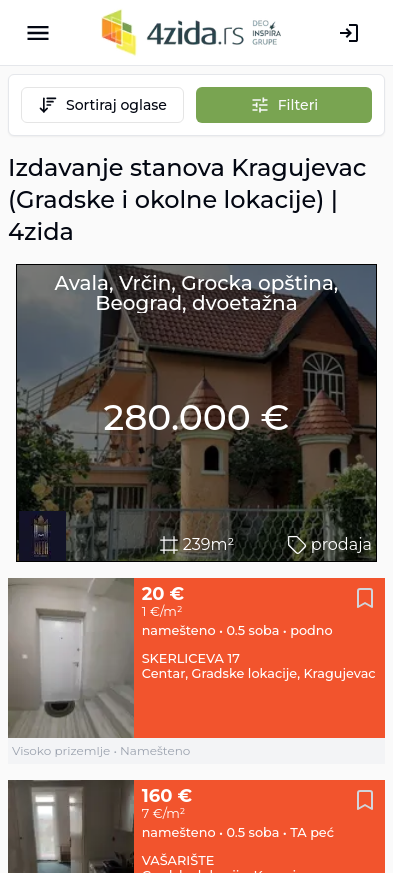 4zida.rs
DEO
INSPIRA
GRUPE
Sortiraj oglase
Filteri
Izdavanje stanova Kragujevac
(Gradske i okolne lokacije) |
4zida
Avala, Vrčin, Grocka opština,
Beograd, dvoetažna
280.000 €
239m²
prodaja
20 €
1 €/m²
namešteno • 0.5 soba • podno
SKERLICEVA 17
Centar, Gradske lokacije, Kragujevac
Visoko prizemlje • Namešteno
160 €
7 €/m²
namešteno • 0.5 soba • TA peć
VAŠARIŠTE